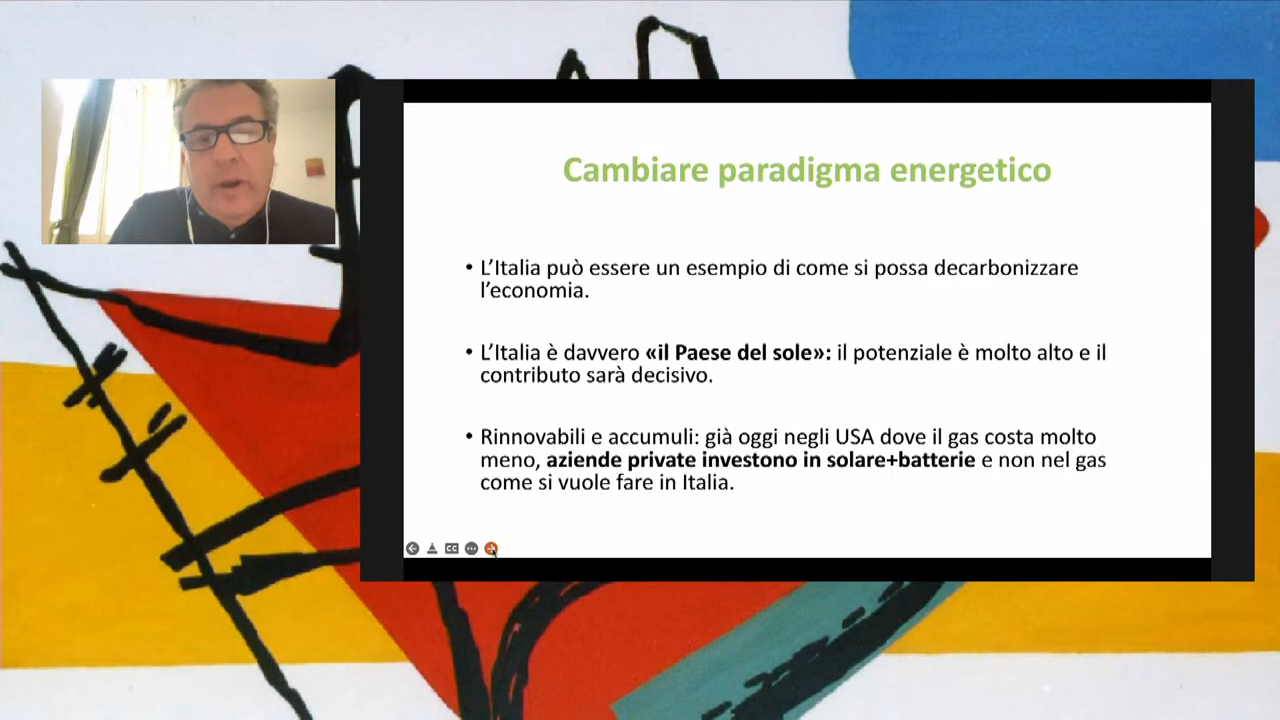 Cambiare paradigma energetico
• L’Italia può essere un esempio di come si possa decarbonizzare
l’economia.
• L’Italia è davvero «il Paese del sole»: il potenziale è molto alto e il
contributo sarà decisivo.
• Rinnovabili e accumuli: già oggi negli USA dove il gas costa molto
meno, aziende private investono in solare+batterie e non nel gas
come si vuole fare in Italia.
CC